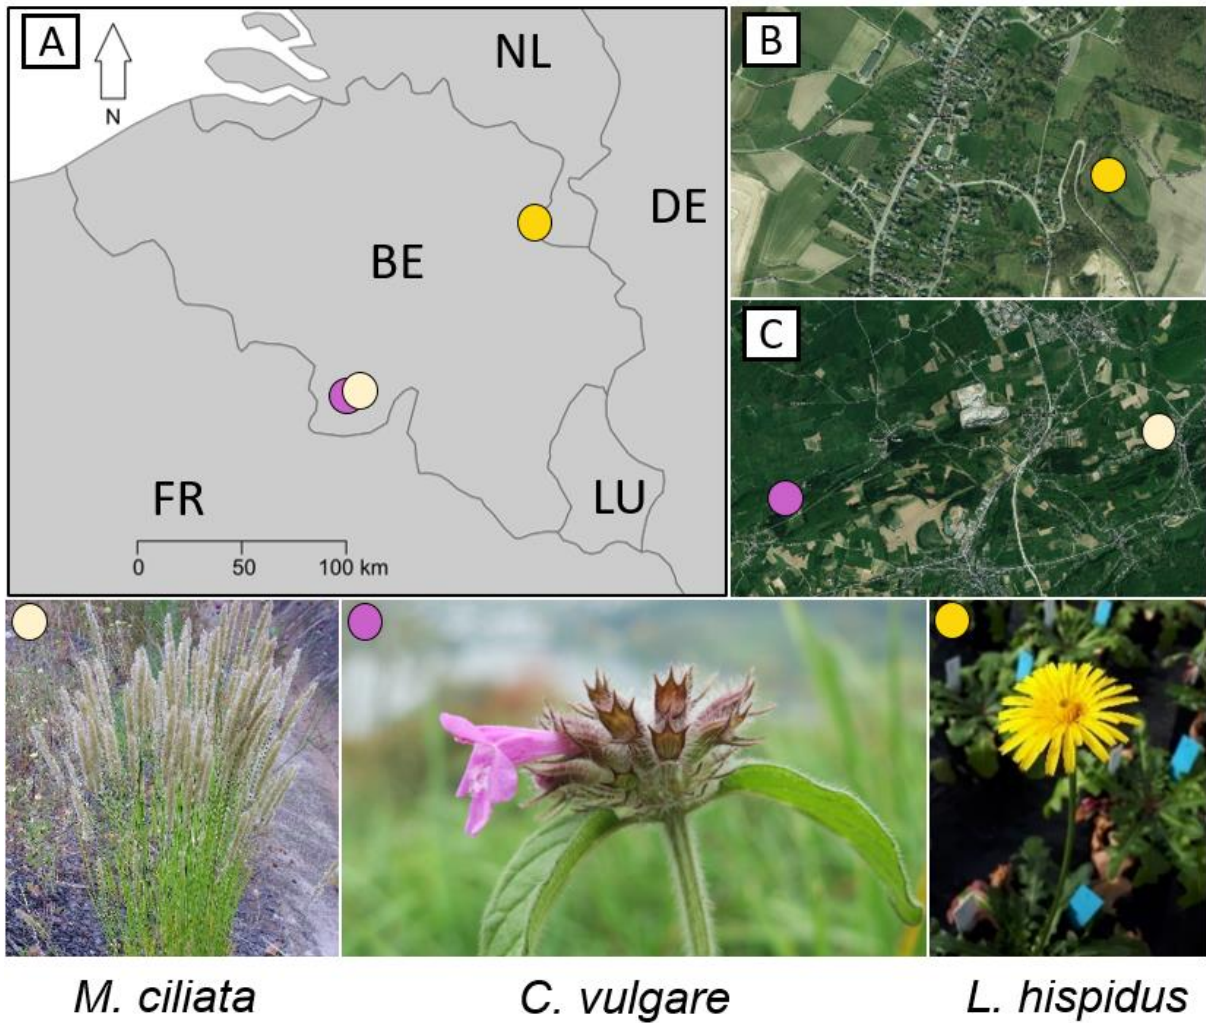 A
N
NL
DE
BE
FR
LU
0 50 100 km
B
C
M. ciliata
C. vulgare
L. hispidus